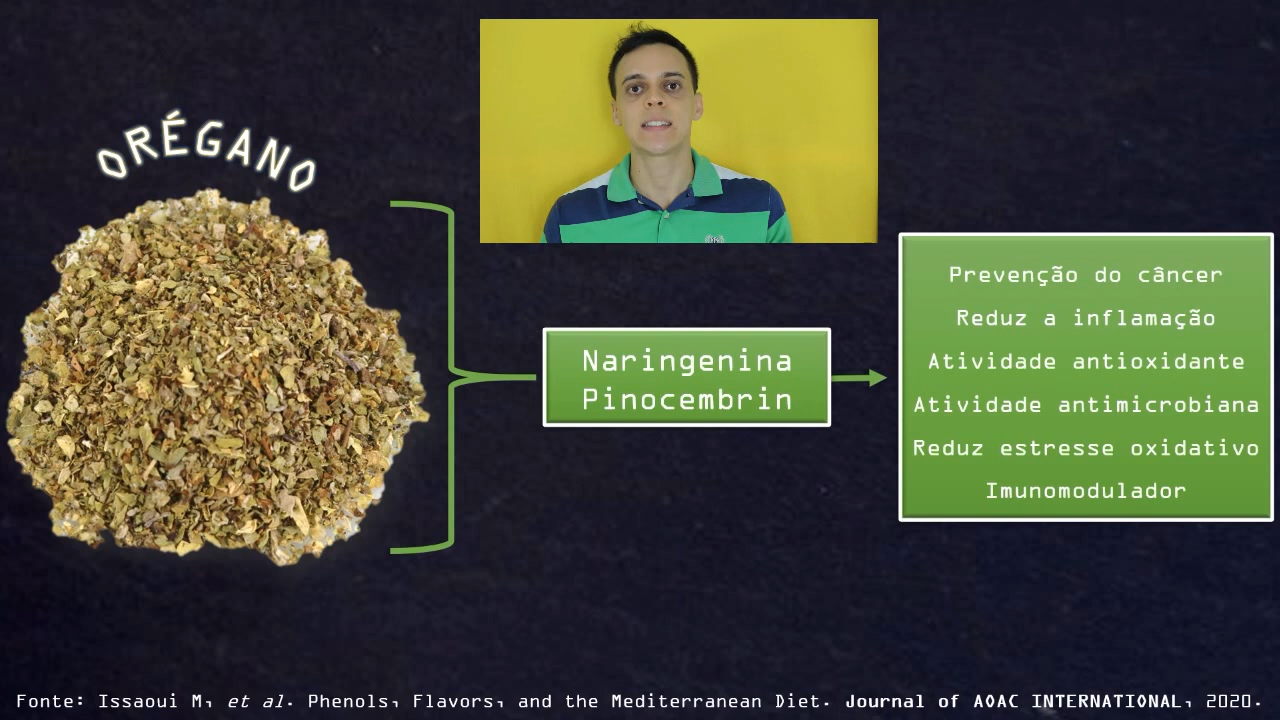 ORÉGANO
Naringenina
Pinocembrin
Prevenção do câncer
Reduz a inflamação
Atividade antioxidante
Atividade antimicrobiana
Reduz estresse oxidativo
Imunomodulador
Fonte: Issaoui M, et al. Phenols, Flavors, and the Mediterranean Diet. Journal of AOAC INTERNATIONAL, 2020.